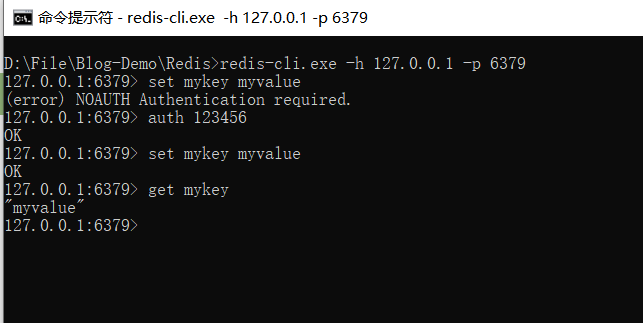 命令提示符 - redis-cli.exe  -h 127.0.0.1 -p 6379
D:\File\Blog-Demo\Redis>redis-cli.exe -h 127.0.0.1 -p 6379
127.0.0.1:6379> set mykey myvalue
(error) NOAUTH Authentication required.
127.0.0.1:6379> auth 123456
OK
127.0.0.1:6379> set mykey myvalue
OK
127.0.0.1:6379> get mykey
"myvalue"
127.0.0.1:6379>